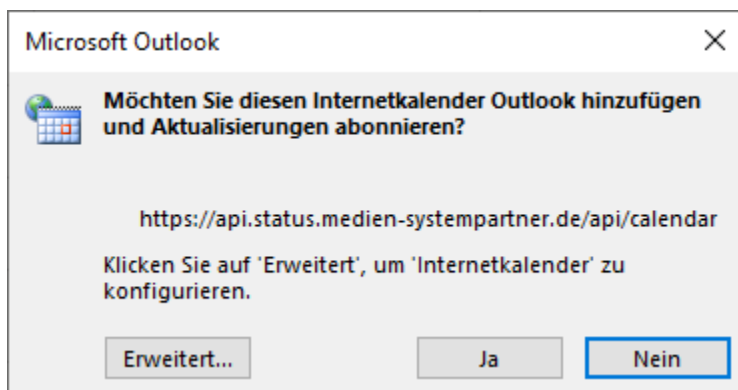 Microsoft Outlook
Möchten Sie diesen Internetkalender Outlook hinzufügen
und Aktualisierungen abonnieren?
https://api.status.medien-systempartner.de/api/calendar
Klicken Sie auf 'Erweitert', um 'Internetkalender' zu
konfigurieren.
Erweitert...
Ja
Nein